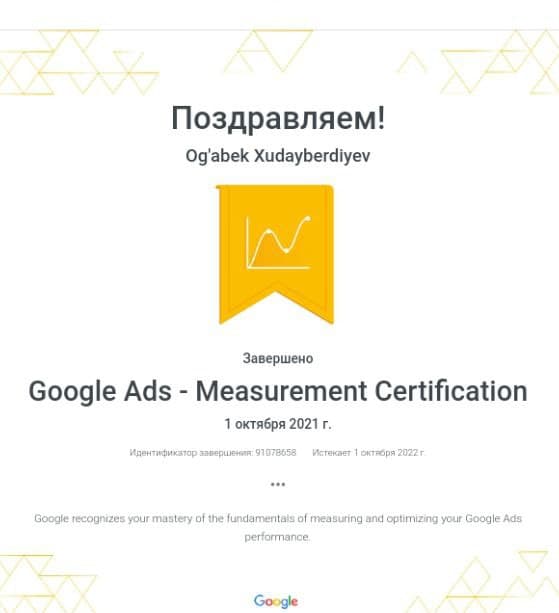 Поздравляем!
Og'abek Xudayberdiyev
Завершено
Google Ads - Measurement Certification
1 октября 2021 г.
Идентификатор завершения: 91078658 Истекает 1 октября 2022 г.
•••
Google recognizes your mastery of the fundamentals of measuring and optimizing your Google Ads
performance.
Google